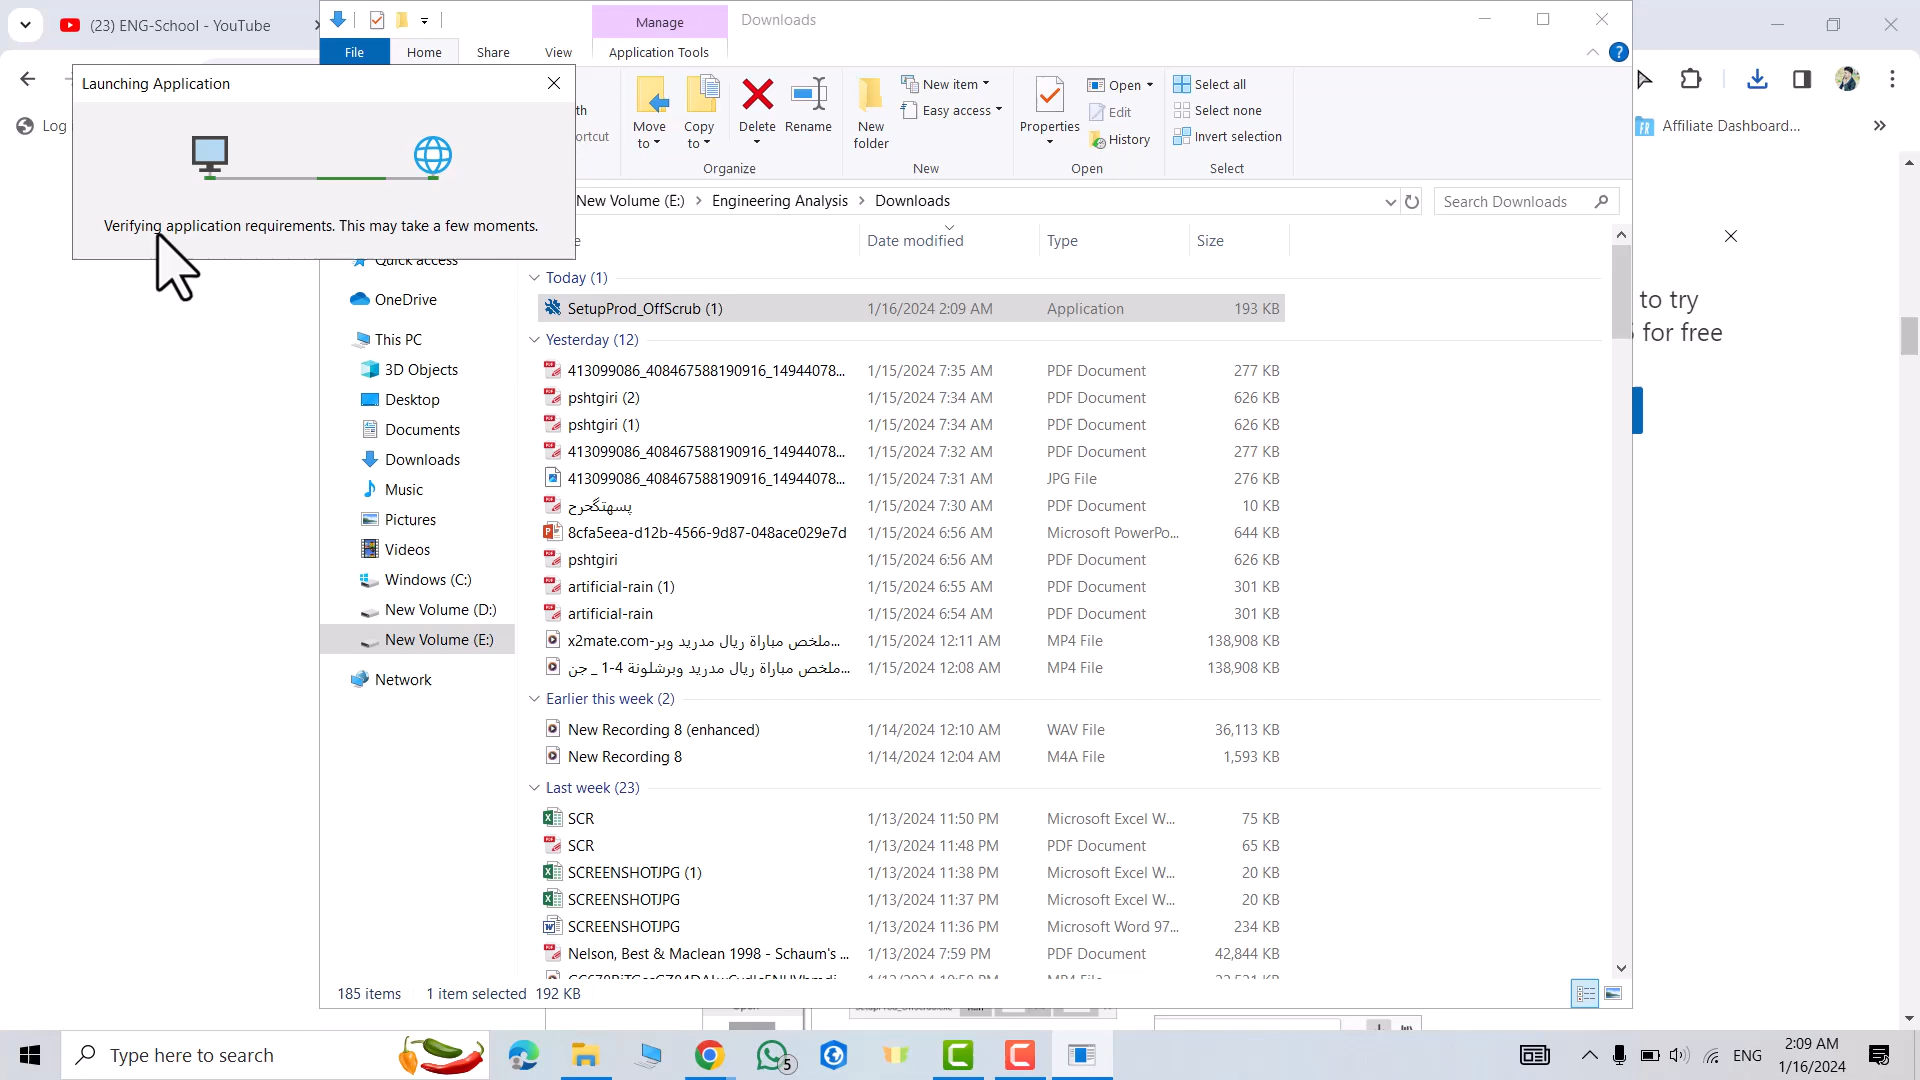 (23) ENG-School - YouTube
Manage
Downloads
File
Home
Share
View
Application Tools
Launching Application
Verifying application requirements. This may take a few moments.
Log
Move to
Copy to
Delete
Rename
Organize
New folder
New item
Easy access
New
Properties
Open
Edit
History
Open
Select all
Select none
Invert selection
Select
Affiliate Dashboard...
New Volume (E:)
Engineering Analysis
Downloads
Search Downloads
Date modified
Type
Size
Quick access
OneDrive
This PC
3D Objects
Desktop
Documents
Downloads
Music
Pictures
Videos
Windows (C:)
New Volume (D:)
New Volume (E:)
Network
Today (1)
SetupProd_OffScrub (1) 1/16/2024 2:09 AM Application 193 KB
Yesterday (12)
413099086_408467588190916_14944078... 1/15/2024 7:35 AM PDF Document 277 KB
pshtgiri (2) 1/15/2024 7:34 AM PDF Document 626 KB
pshtgiri (1) 1/15/2024 7:34 AM PDF Document 626 KB
413099086_408467588190916_14944078... 1/15/2024 7:32 AM PDF Document 277 KB
413099086_408467588190916_14944078... 1/15/2024 7:31 AM JPG File 276 KB
پسهتگحرح 1/15/2024 7:30 AM PDF Document 10 KB
8cfa5eea-d12b-4566-9d87-048ace029e7d 1/15/2024 6:56 AM Microsoft PowerPo... 644 KB
pshtgiri 1/15/2024 6:56 AM PDF Document 626 KB
artificial-rain (1) 1/15/2024 6:55 AM PDF Document 301 KB
artificial-rain 1/15/2024 6:54 AM PDF Document 301 KB
x2mate.com-ملخص مباراة ريال مدريد وبر... 1/15/2024 12:11 AM MP4 File 138,908 KB
ملخص مباراة ريال مدريد وبرشلونة 4-1 _ جن... 1/15/2024 12:08 AM MP4 File 138,908 KB
Earlier this week (2)
New Recording 8 (enhanced) 1/14/2024 12:10 AM WAV File 36,113 KB
New Recording 8 1/14/2024 12:04 AM M4A File 1,593 KB
Last week (23)
SCR 1/13/2024 11:50 PM Microsoft Excel W... 75 KB
SCR 1/13/2024 11:48 PM PDF Document 65 KB
SCREENSHOTJPG (1) 1/13/2024 11:38 PM Microsoft Excel W... 20 KB
SCREENSHOTJPG 1/13/2024 11:37 PM Microsoft Excel W... 20 KB
SCREENSHOTJPG 1/13/2024 11:36 PM Microsoft Word 97... 234 KB
Nelson, Best & Maclean 1998 - Schaum's ... 1/13/2024 7:59 PM PDF Document 42,844 KB
185 items 1 item selected 192 KB
to try
for free
Type here to search
5
ENG
2:09 AM
1/16/2024